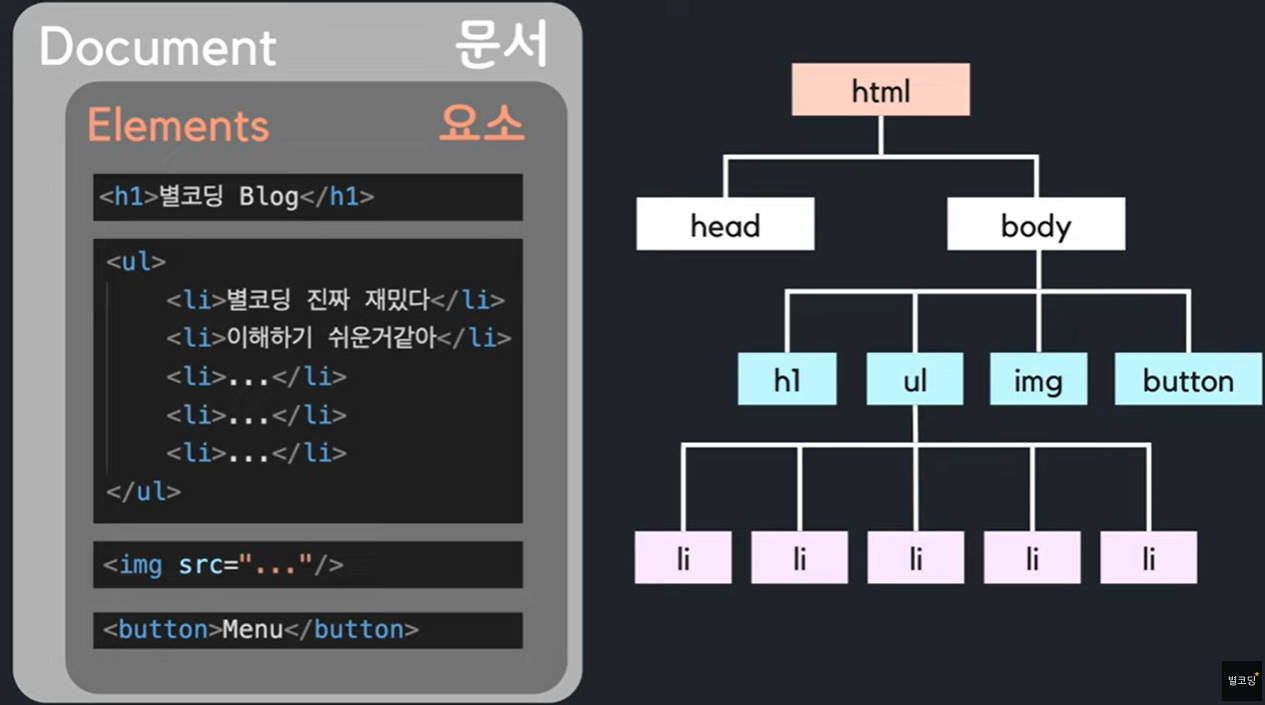 Document 문서
Elements 요소
<h1>별코딩 Blog</h1>
<ul>
<li>별코딩 진짜 재밌다</li>
<li>이해하기 쉬운거같아</li>
<li>...</li>
<li>...</li>
<li>...</li>
</ul>
<img src="..."/>
<button>Menu</button>
html
head body
h1 ul img button
li li li li li
별코딩